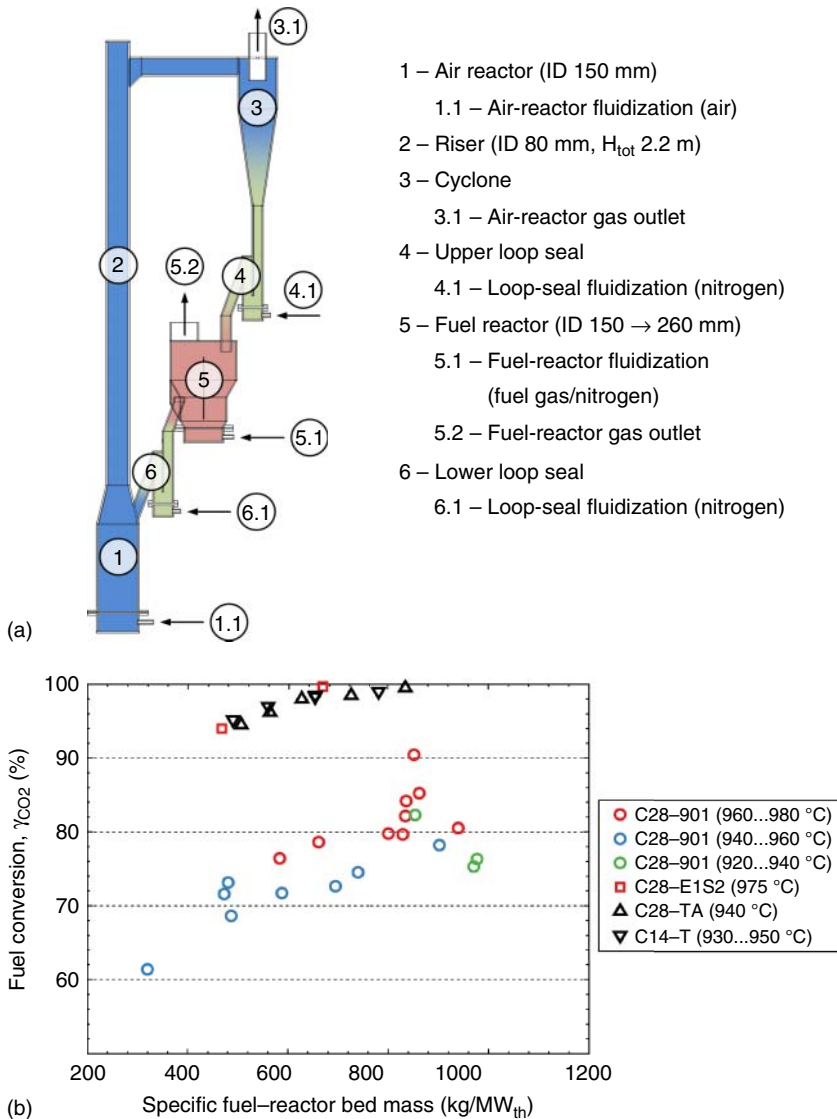 3.1
3
2
5.2
4
4.1
5
5.1
6
6.1
1
1.1
(a)
1 – Air reactor (ID 150 mm)
1.1 – Air-reactor fluidization (air)
2 – Riser (ID 80 mm, Htot 2.2 m)
3 – Cyclone
3.1 – Air-reactor gas outlet
4 – Upper loop seal
4.1 – Loop-seal fluidization (nitrogen)
5 – Fuel reactor (ID 150 → 260 mm)
5.1 – Fuel-reactor fluidization
(fuel gas/nitrogen)
5.2 – Fuel-reactor gas outlet
6 – Lower loop seal
6.1 – Loop-seal fluidization (nitrogen)
Fuel conversion, γCO2 (%)
100
90
80
70
60
200 400 600 800 1000 1200
Specific fuel–reactor bed mass (kg/MWth)
C28–901 (960...980 °C)
C28–901 (940...960 °C)
C28–901 (920...940 °C)
C28–E1S2 (975 °C)
C28–TA (940 °C)
C14–T (930...950 °C)
(b)